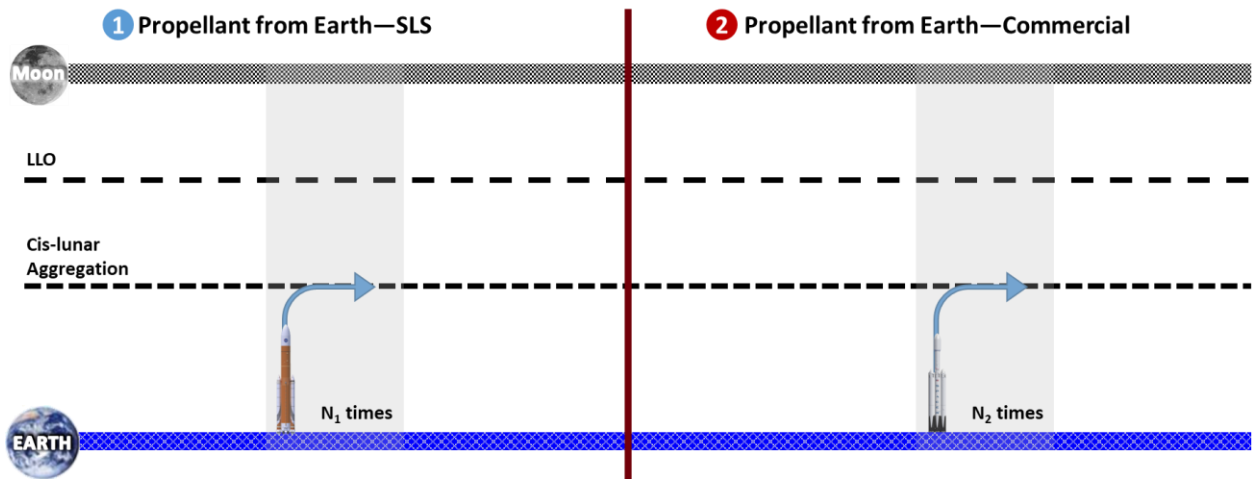 1 Propellant from Earth—SLS
2 Propellant from Earth—Commercial
Moon
LLO
Cis-lunar
Aggregation
N₁ times
N₂ times
EARTH